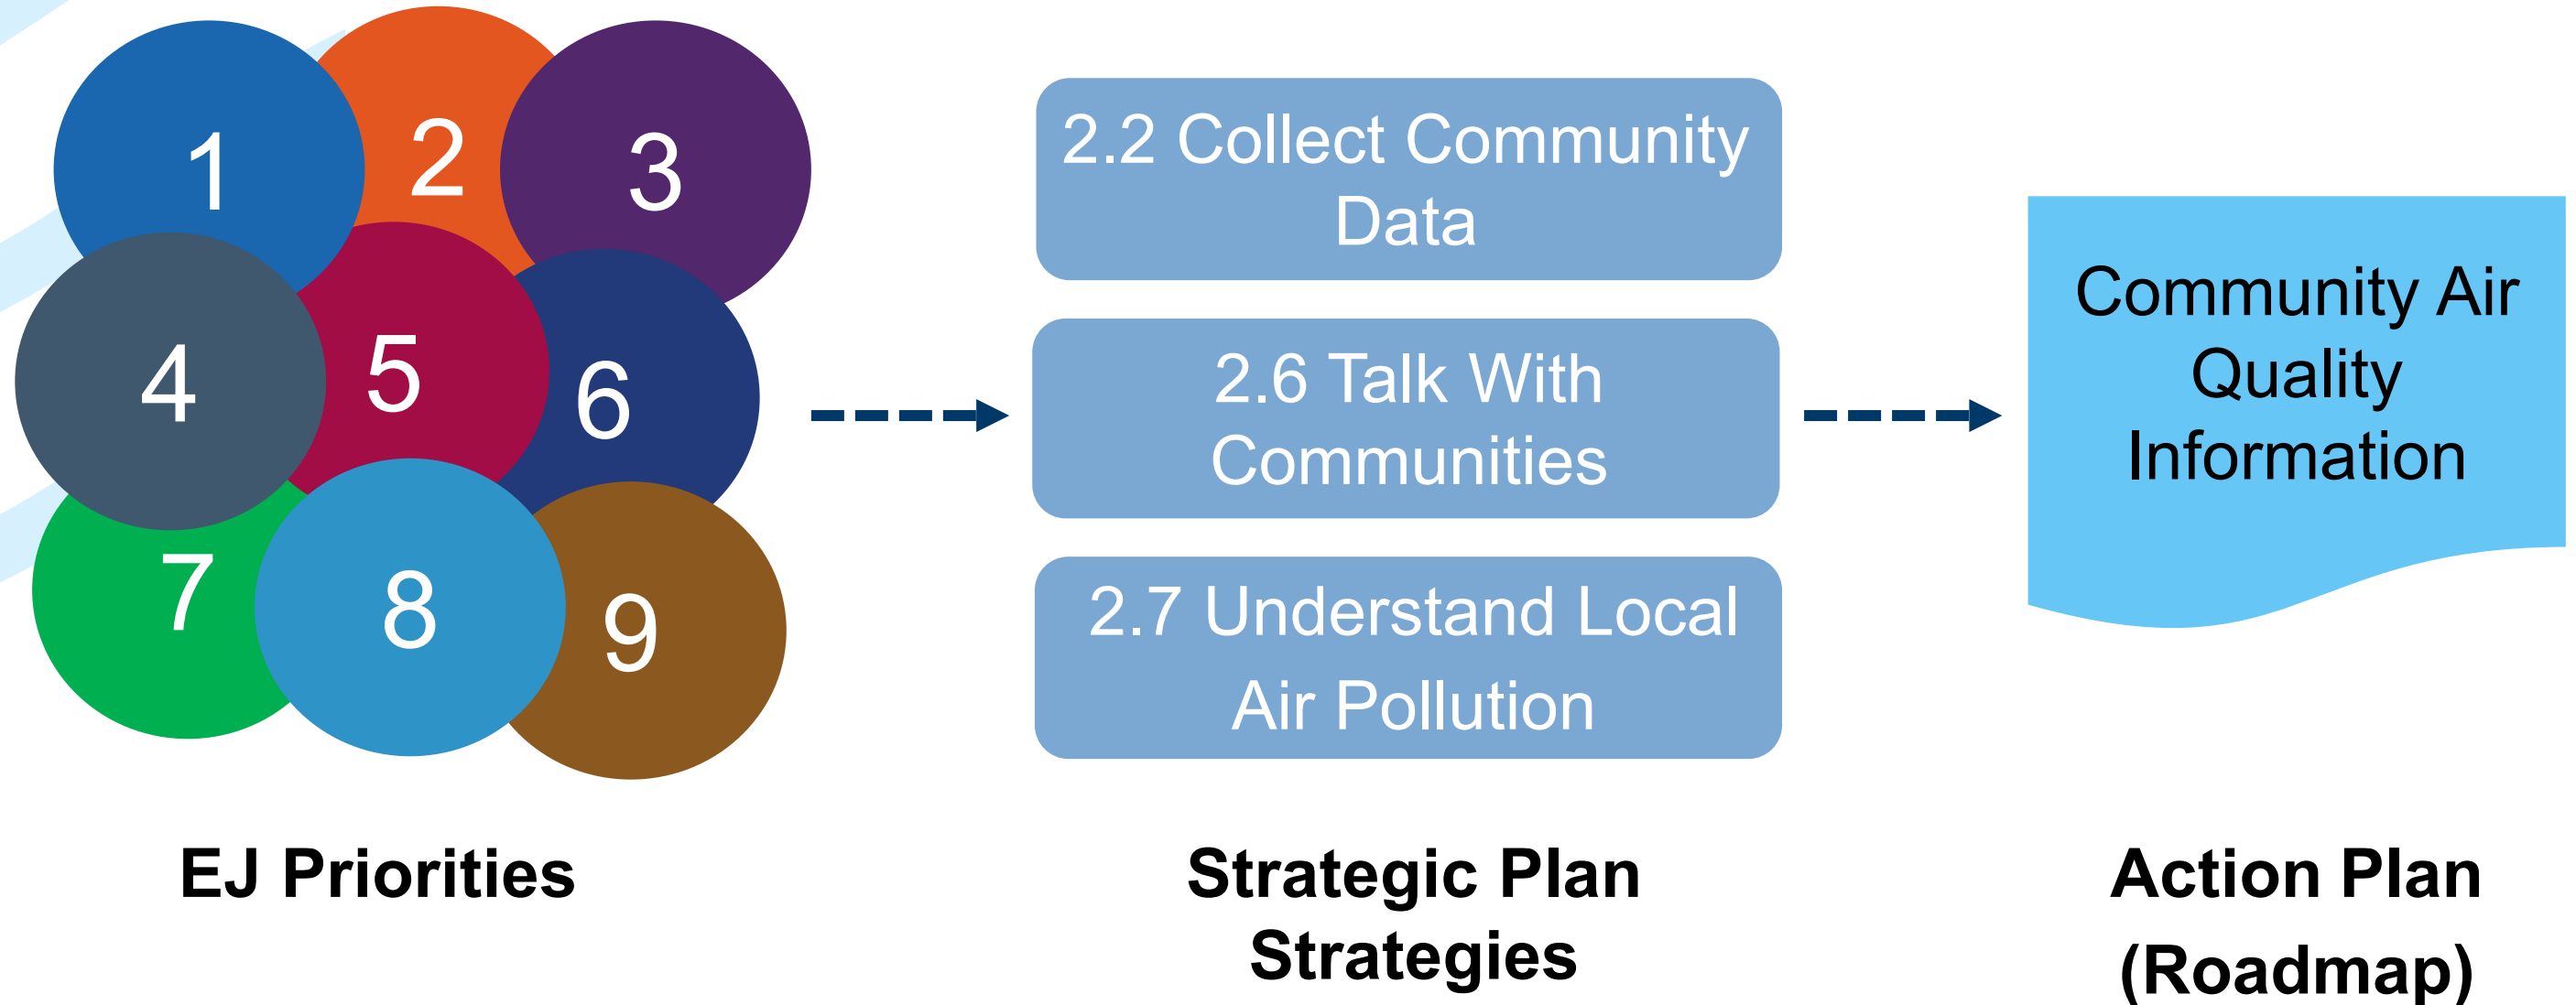 1
2
3
4
5
6
7
8
9
EJ Priorities
2.2 Collect Community
Data
2.6 Talk With
Communities
2.7 Understand Local
Air Pollution
Strategic Plan
Strategies
Community Air
Quality
Information
Action Plan
(Roadmap)